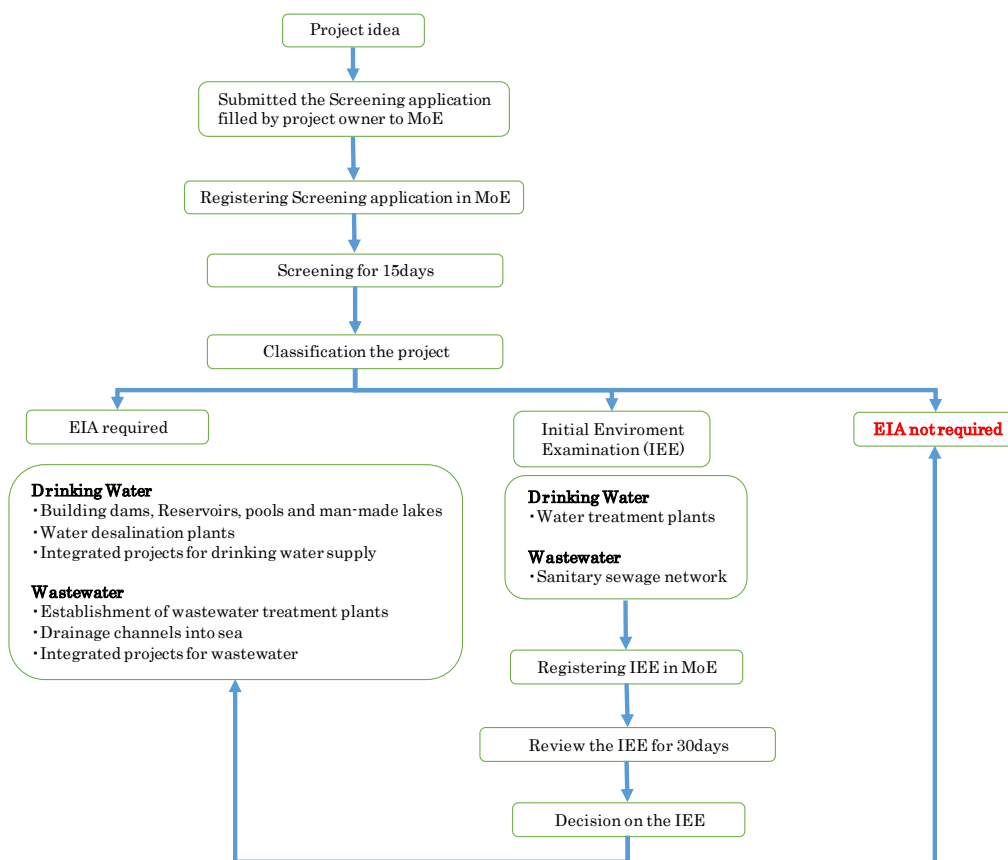 Project idea
Submitted the Screening application
filled by project owner to MoE
Registering Screening application in MoE
Screening for 15days
Classification the project
EIA required
Initial Enviroment
Examination (IEE)
EIA not required
Drinking Water
・Building dams, Reservoirs, pools and man-made lakes
・Water desalination plants
・Integrated projects for drinking water supply
Wastewater
・Establishment of wastewater treatment plants
・Drainage channels into sea
・Integrated projects for wastewater
Drinking Water
・Water treatment plants
Wastewater
・Sanitary sewage network
Registering IEE in MoE
Review the IEE for 30days
Decision on the IEE